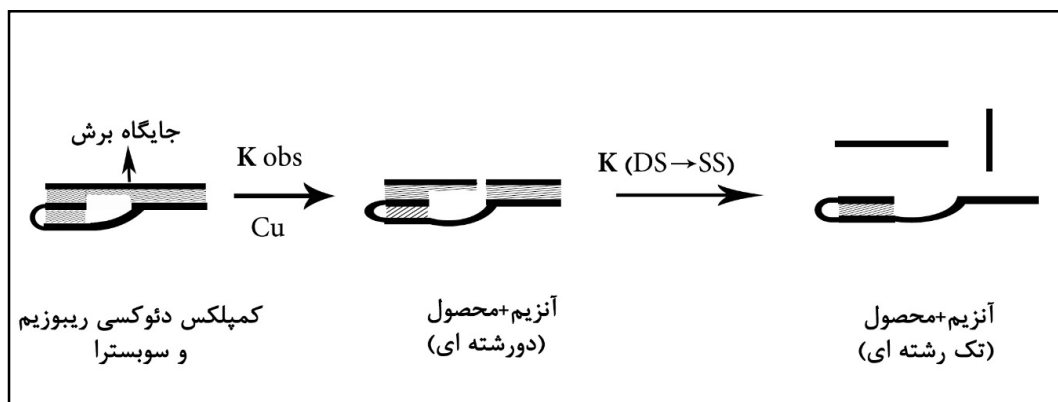 جایگاه برش
K obs
Cu
K (DS→SS)
کمپلکس دئوکسی ریبوزیم
و سوبسترا
آنزیم+محصول
(دورشته ای)
آنزیم+محصول
(تک رشته ای)